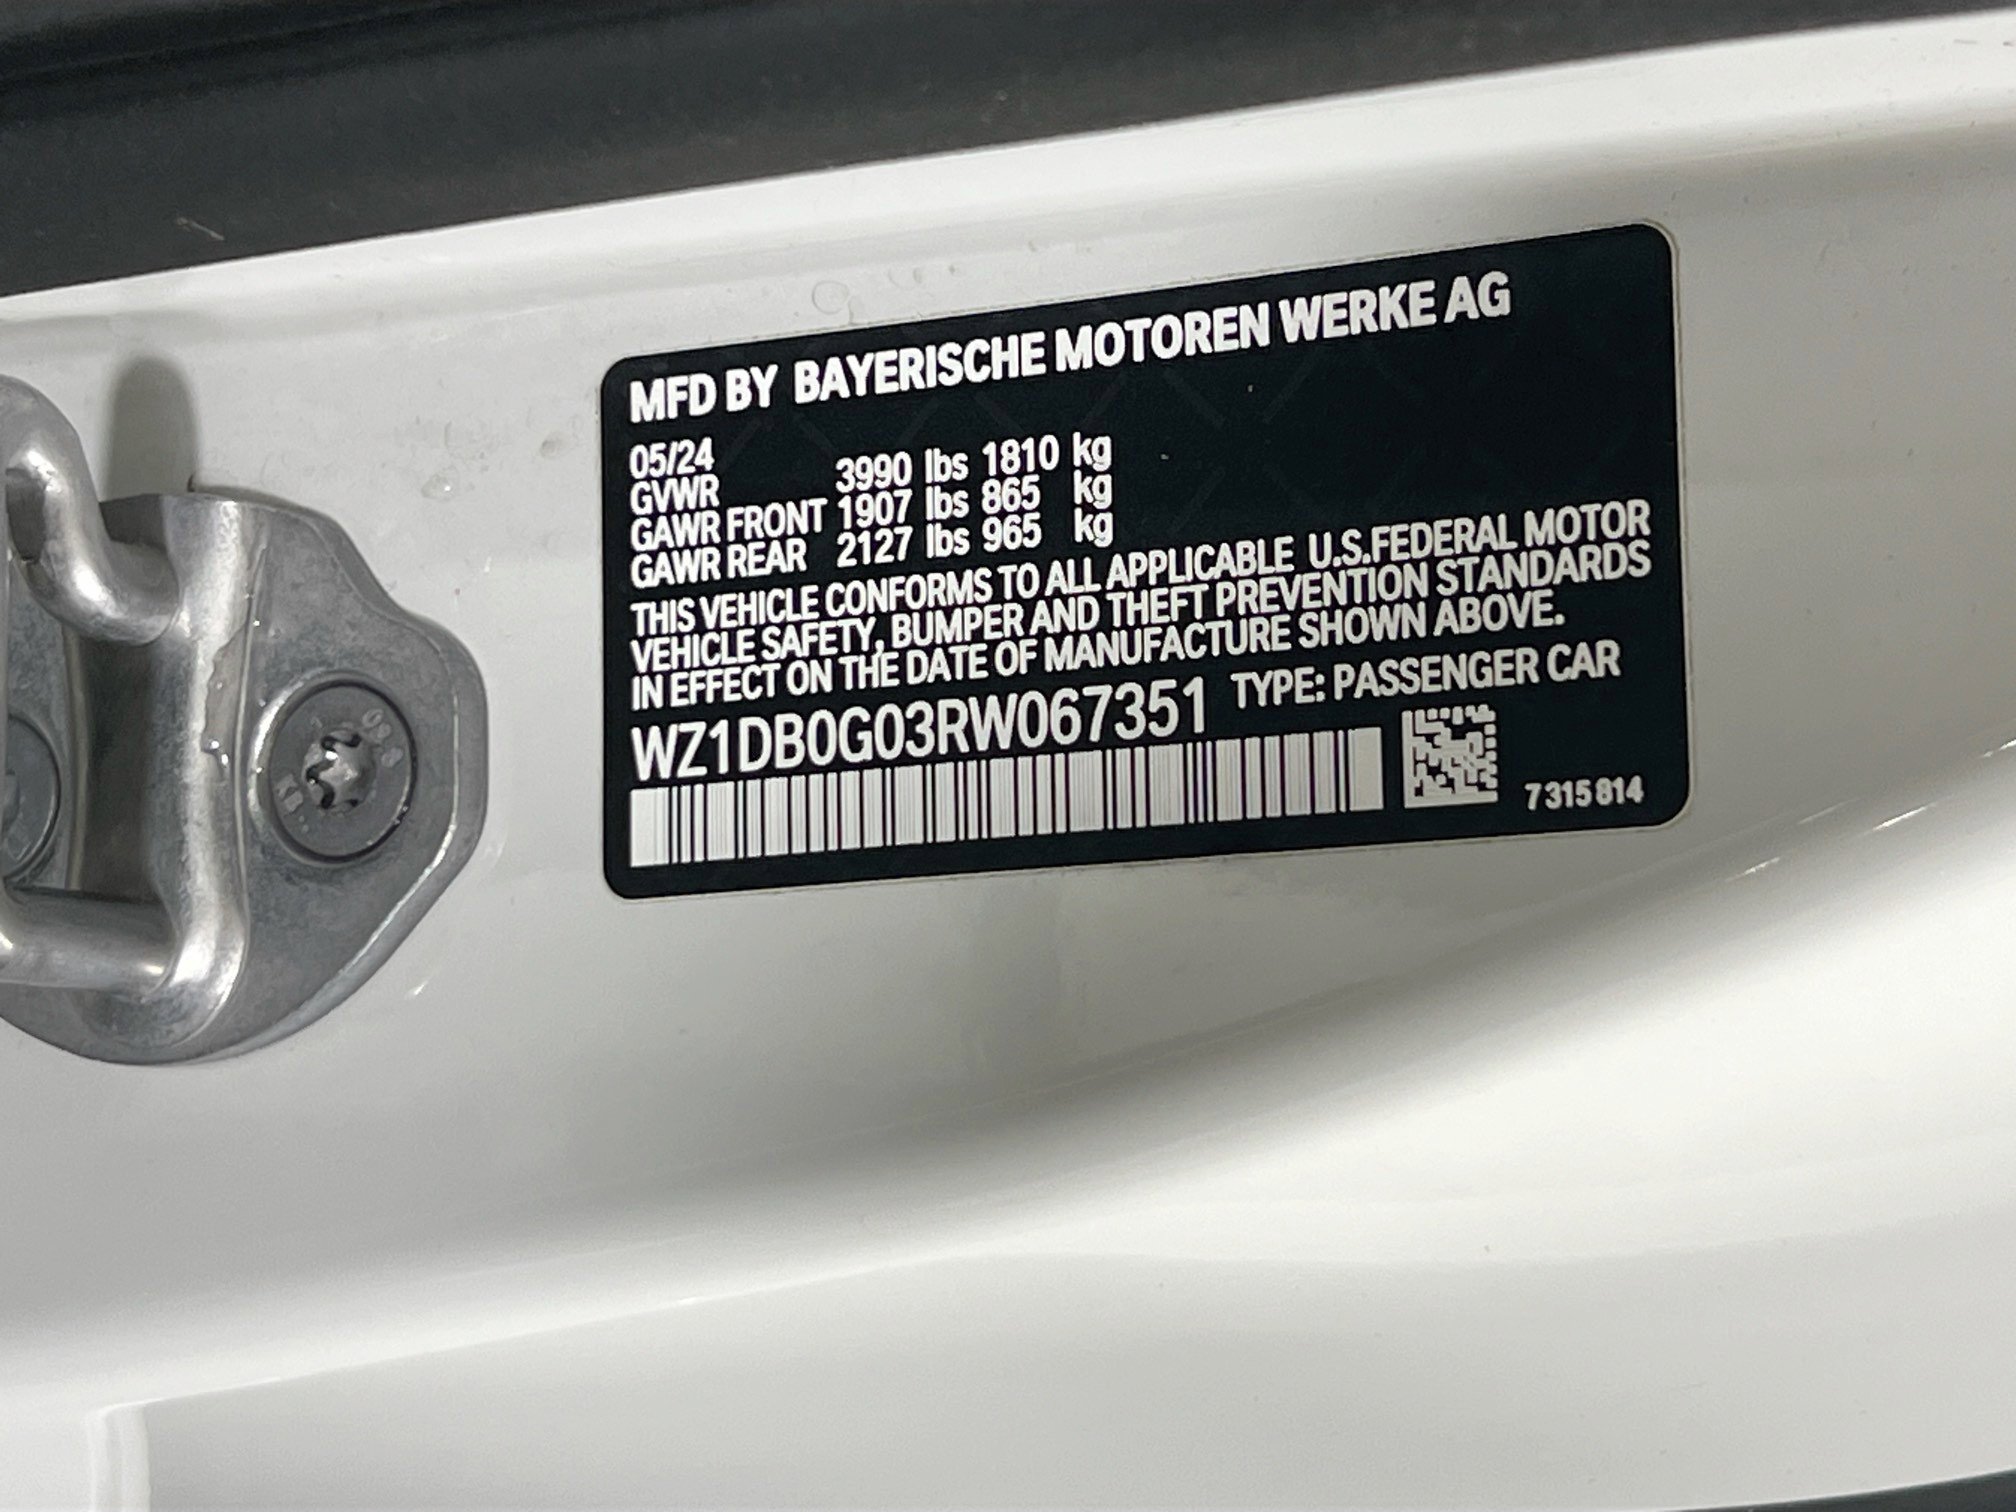 MFD BY BAYERISCHE MOTOREN WERKE AG
05/24
GVWR 3990 lbs 1810 kg
GAWR FRONT 1907 lbs 865 kg
GAWR REAR 2127 lbs 965 kg
THIS VEHICLE CONFORMS TO ALL APPLICABLE U.S.FEDERAL MOTOR
VEHICLE SAFETY, BUMPER AND THEFT PREVENTION STANDARDS
IN EFFECT ON THE DATE OF MANUFACTURE SHOWN ABOVE.
WZ1DB0G03RW067351 TYPE: PASSENGER CAR
7315814